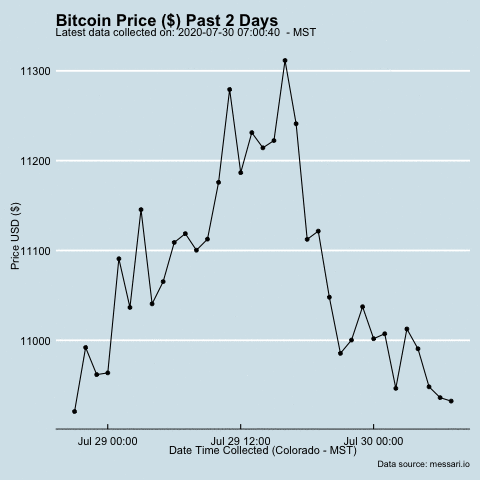 Bitcoin Price ($) Past 2 Days
Latest data collected on: 2020-07-30 07:00:40  - MST
11300
11200
11100
11000
Price USD ($)
Jul 29 00:00
Jul 29 12:00
Jul 30 00:00
Date Time Collected (Colorado - MST)
Data source: messari.io